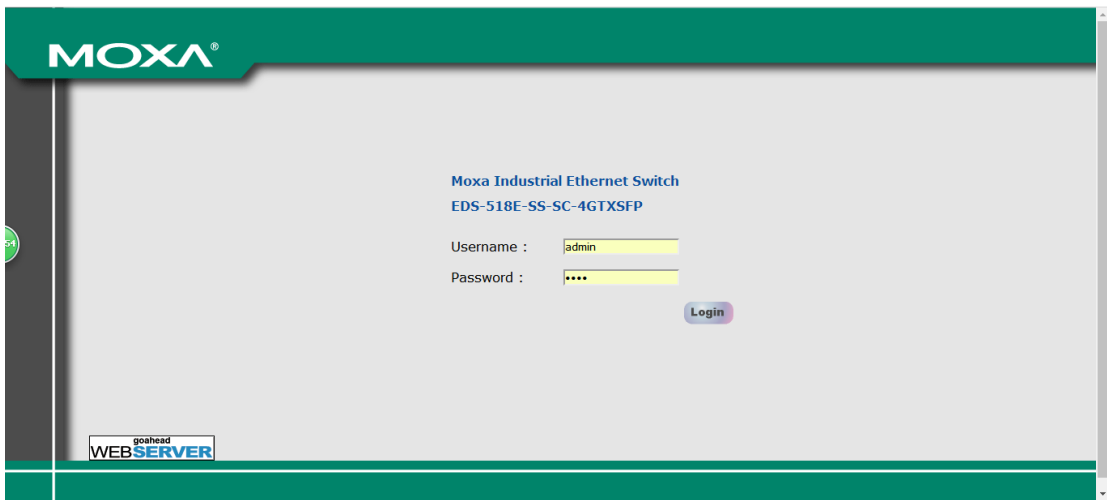 MOXA®
Moxa Industrial Ethernet Switch
EDS-518E-SS-SC-4GTXSFP
Username :
admin
Password :
••••
Login
goahead
WEBSERVER